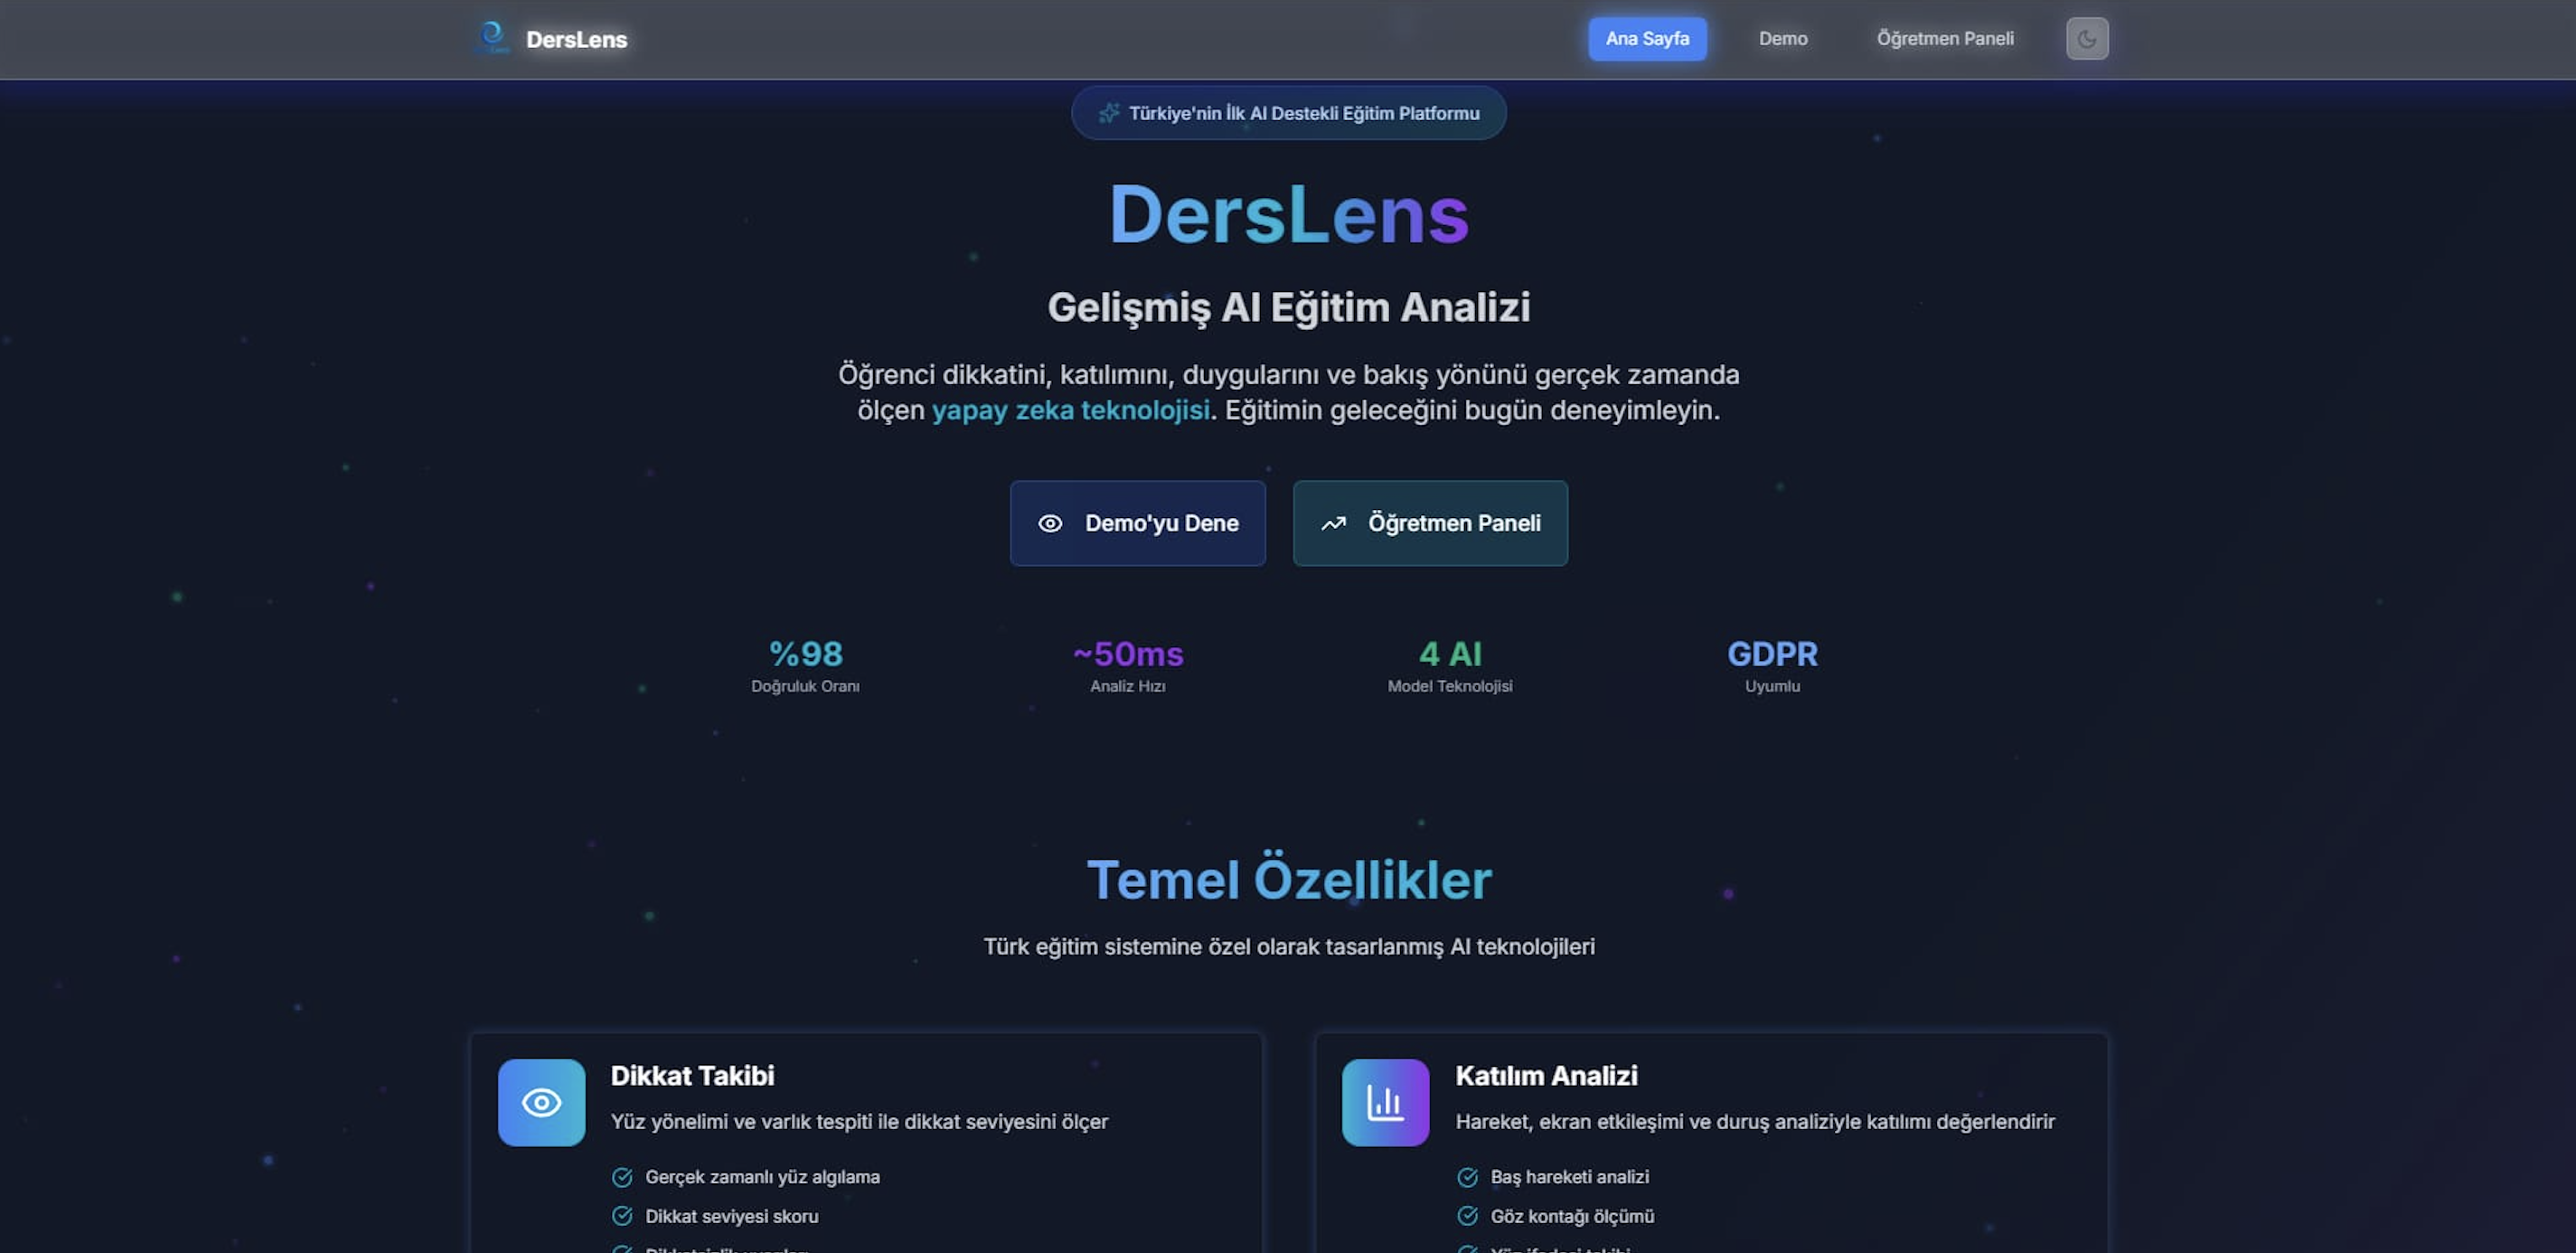 DersLens
Ana Sayfa
Demo
Öğretmen Paneli
Türkiye'nin İlk AI Destekli Eğitim Platformu
DersLens
Gelişmiş AI Eğitim Analizi
Öğrenci dikkatini, katılımını, duygularını ve bakış yönünü gerçek zamanda
ölçen yapay zeka teknolojisi. Eğitimin geleceğini bugün deneyimleyin.
Demo'yu Dene
Öğretmen Paneli
%98
Doğruluk Oranı
~50ms
Analiz Hızı
4 AI
Model Teknolojisi
GDPR
Uyumlu
Temel Özellikler
Türk eğitim sistemine özel olarak tasarlanmış AI teknolojileri
Dikkat Takibi
Yüz yönelimi ve varlık tespiti ile dikkat seviyesini ölçer
Gerçek zamanlı yüz algılama
Dikkat seviyesi skoru
Katılım Analizi
Hareket, ekran etkileşimi ve duruş analiziyle katılımı değerlendirir
Baş hareketi analizi
Göz kontağı ölçümü